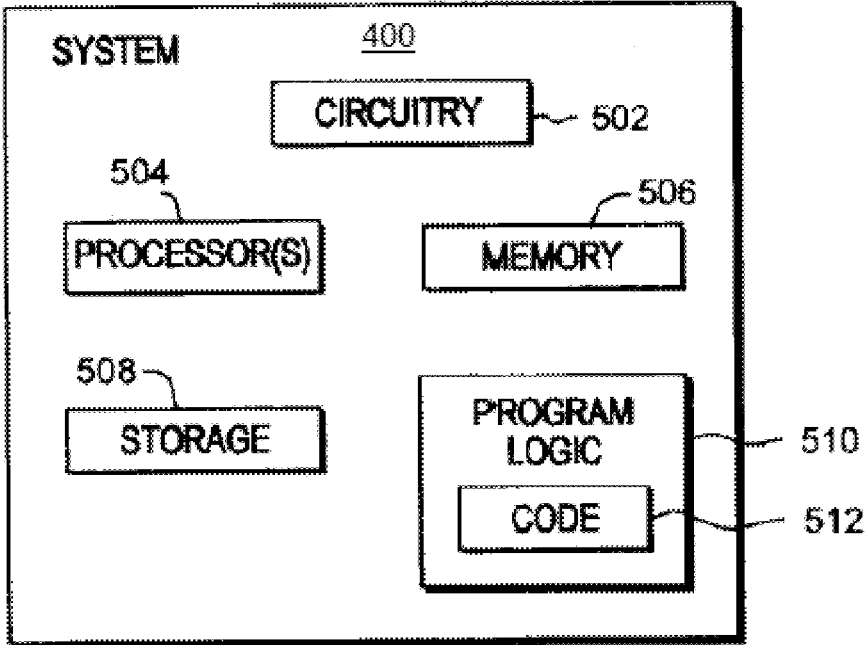 SYSTEM
400
CIRCUITRY
502
504
506
PROCESSOR(S)
MEMORY
508
STORAGE
PROGRAM
LOGIC
510
CODE
512